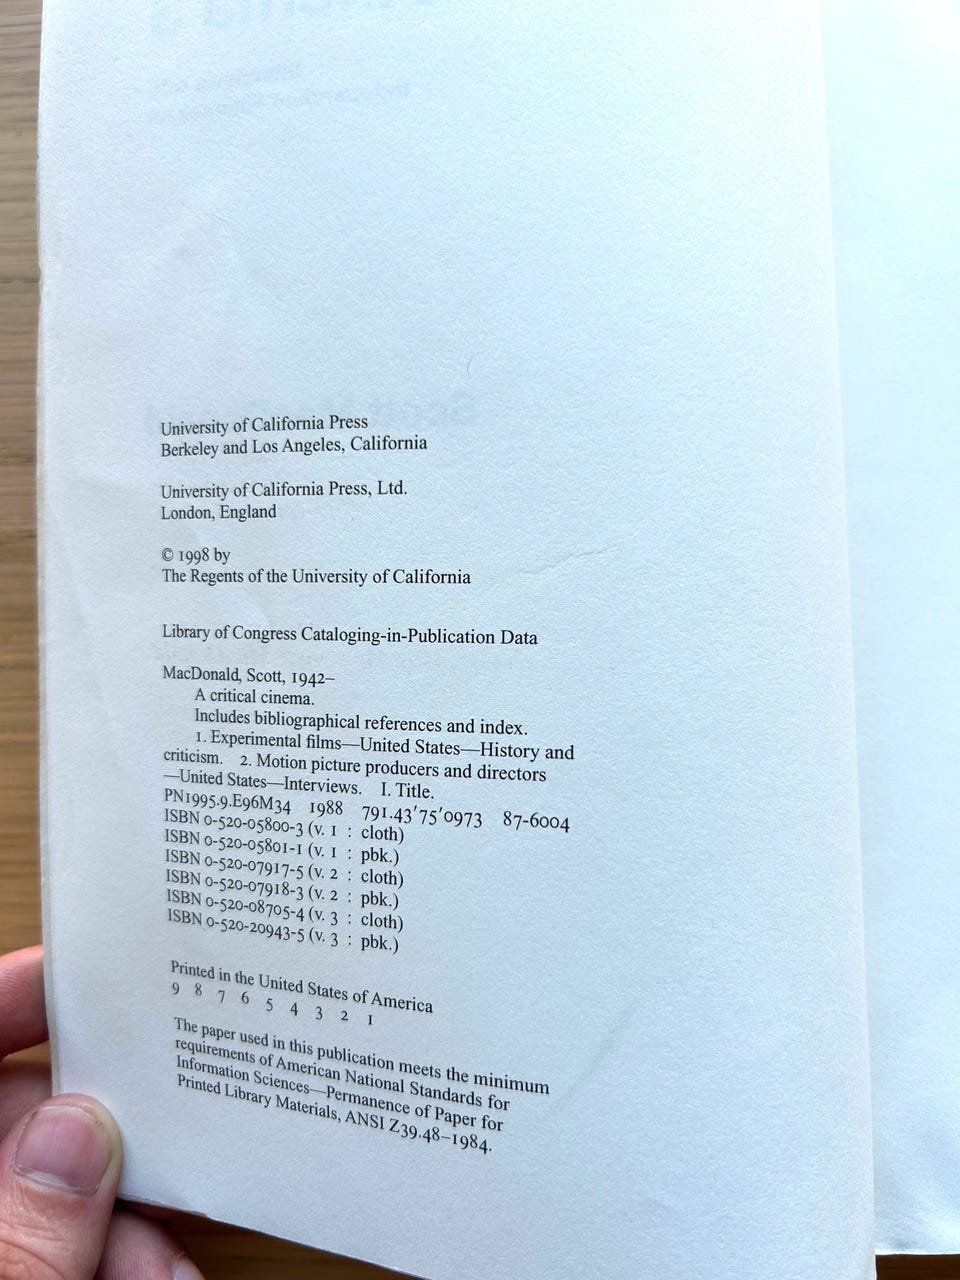 University of California Press
Berkeley and Los Angeles, California
University of California Press, Ltd.
London, England
© 1998 by
The Regents of the University of California
Library of Congress Cataloging-in-Publication Data
MacDonald, Scott, 1942–
A critical cinema.
Includes bibliographical references and index.
1. Experimental films—United States—History and
criticism. 2. Motion picture producers and directors
—United States—Interviews. I. Title.
PN1995.9.E96M34 1988 791.43′75′0973 87-6004
ISBN 0-520-05800-3 (v. 1 : cloth)
ISBN 0-520-05801-1 (v. 1 : pbk.)
ISBN 0-520-07917-5 (v. 2 : cloth)
ISBN 0-520-07918-3 (v. 2 : pbk.)
ISBN 0-520-08705-4 (v. 3 : cloth)
ISBN 0-520-20943-5 (v. 3 : pbk.)
Printed in the United States of America
9 8 7 6 5 4 3 2 1
The paper used in this publication meets the minimum
requirements of American National Standards for
Information Sciences—Permanence of Paper for
Printed Library Materials, ANSI Z39.48–1984.